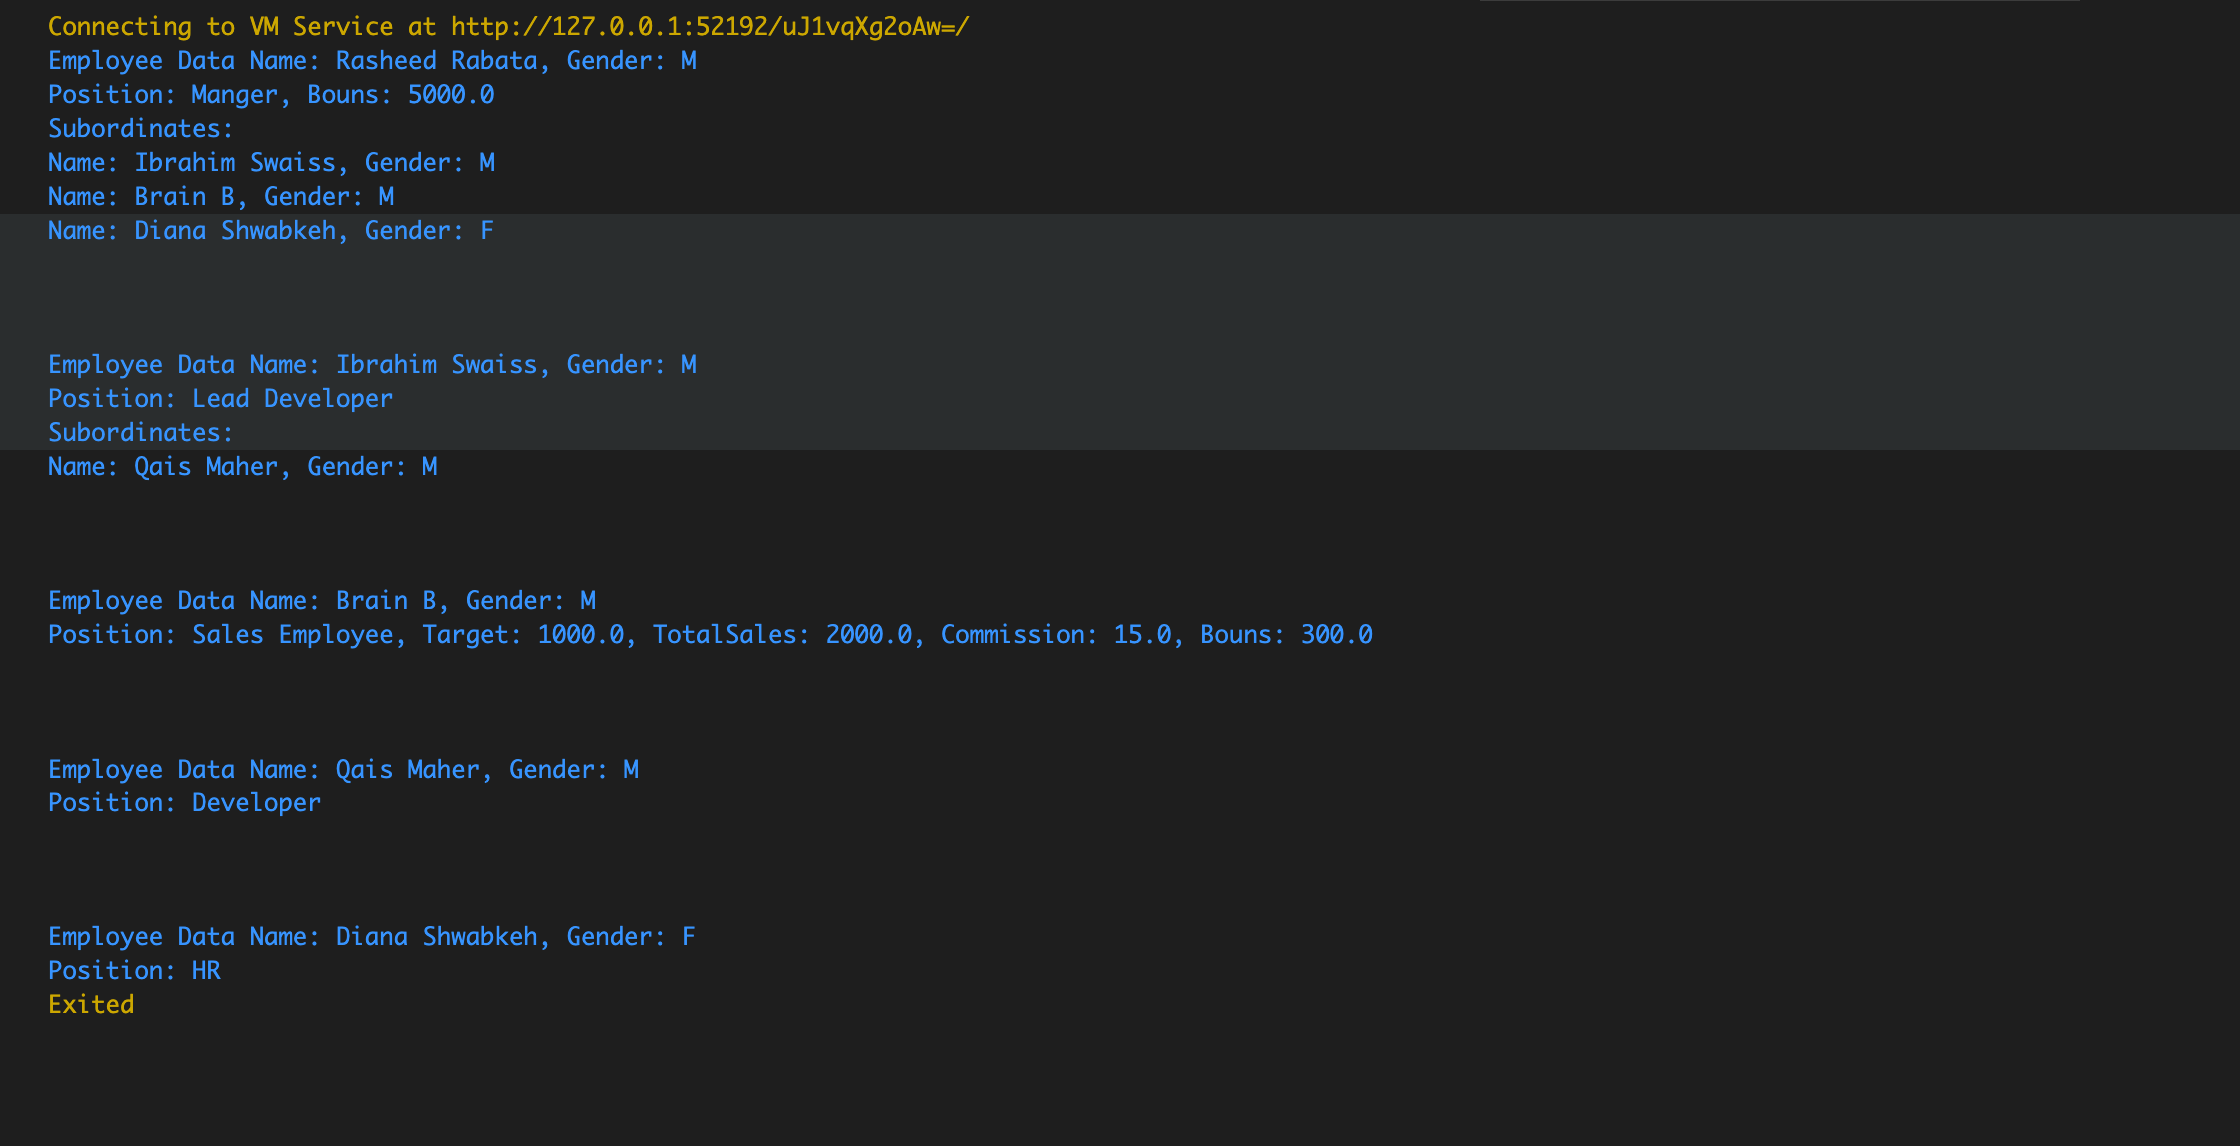 Connecting to VM Service at http://127.0.0.1:52192/uJ1vqXg2oAw=/
Employee Data Name: Rasheed Rabata, Gender: M
Position: Manger, Bouns: 5000.0
Subordinates:
Name: Ibrahim Swaiss, Gender: M
Name: Brain B, Gender: M
Name: Diana Shwabkeh, Gender: F
Employee Data Name: Ibrahim Swaiss, Gender: M
Position: Lead Developer
Subordinates:
Name: Qais Maher, Gender: M
Employee Data Name: Brain B, Gender: M
Position: Sales Employee, Target: 1000.0, TotalSales: 2000.0, Commission: 15.0, Bouns: 300.0
Employee Data Name: Qais Maher, Gender: M
Position: Developer
Employee Data Name: Diana Shwabkeh, Gender: F
Position: HR
Exited